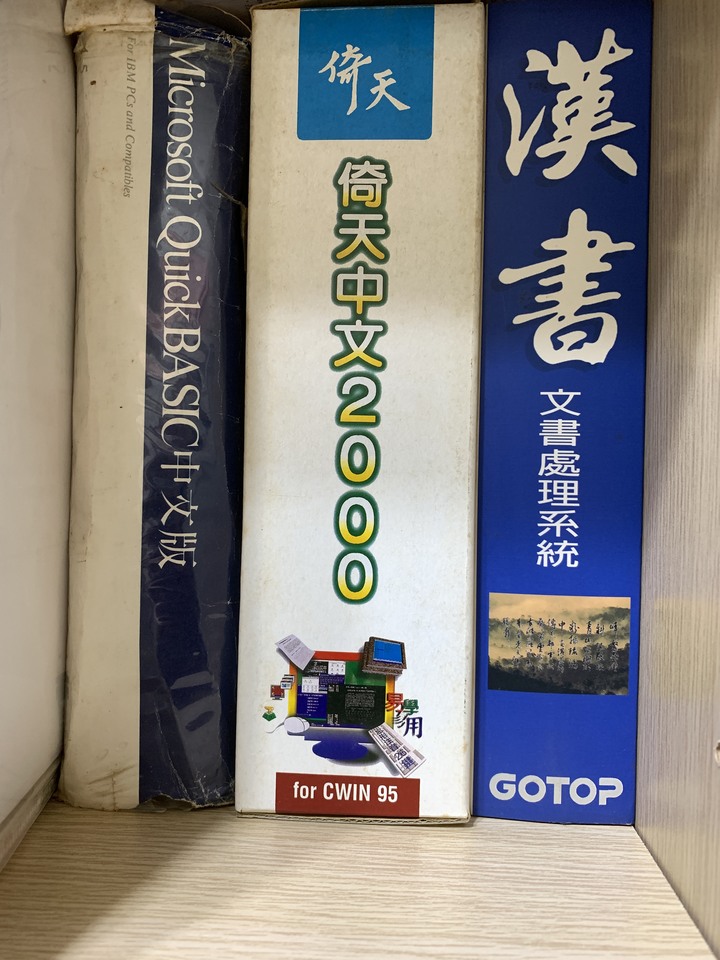 Microsoft QuickBASIC中文版
For IBM PCs and Compatibles
倚天
倚天中文2000
易學
用
for CWIN 95
漢書
文書處理系統
GOTOP